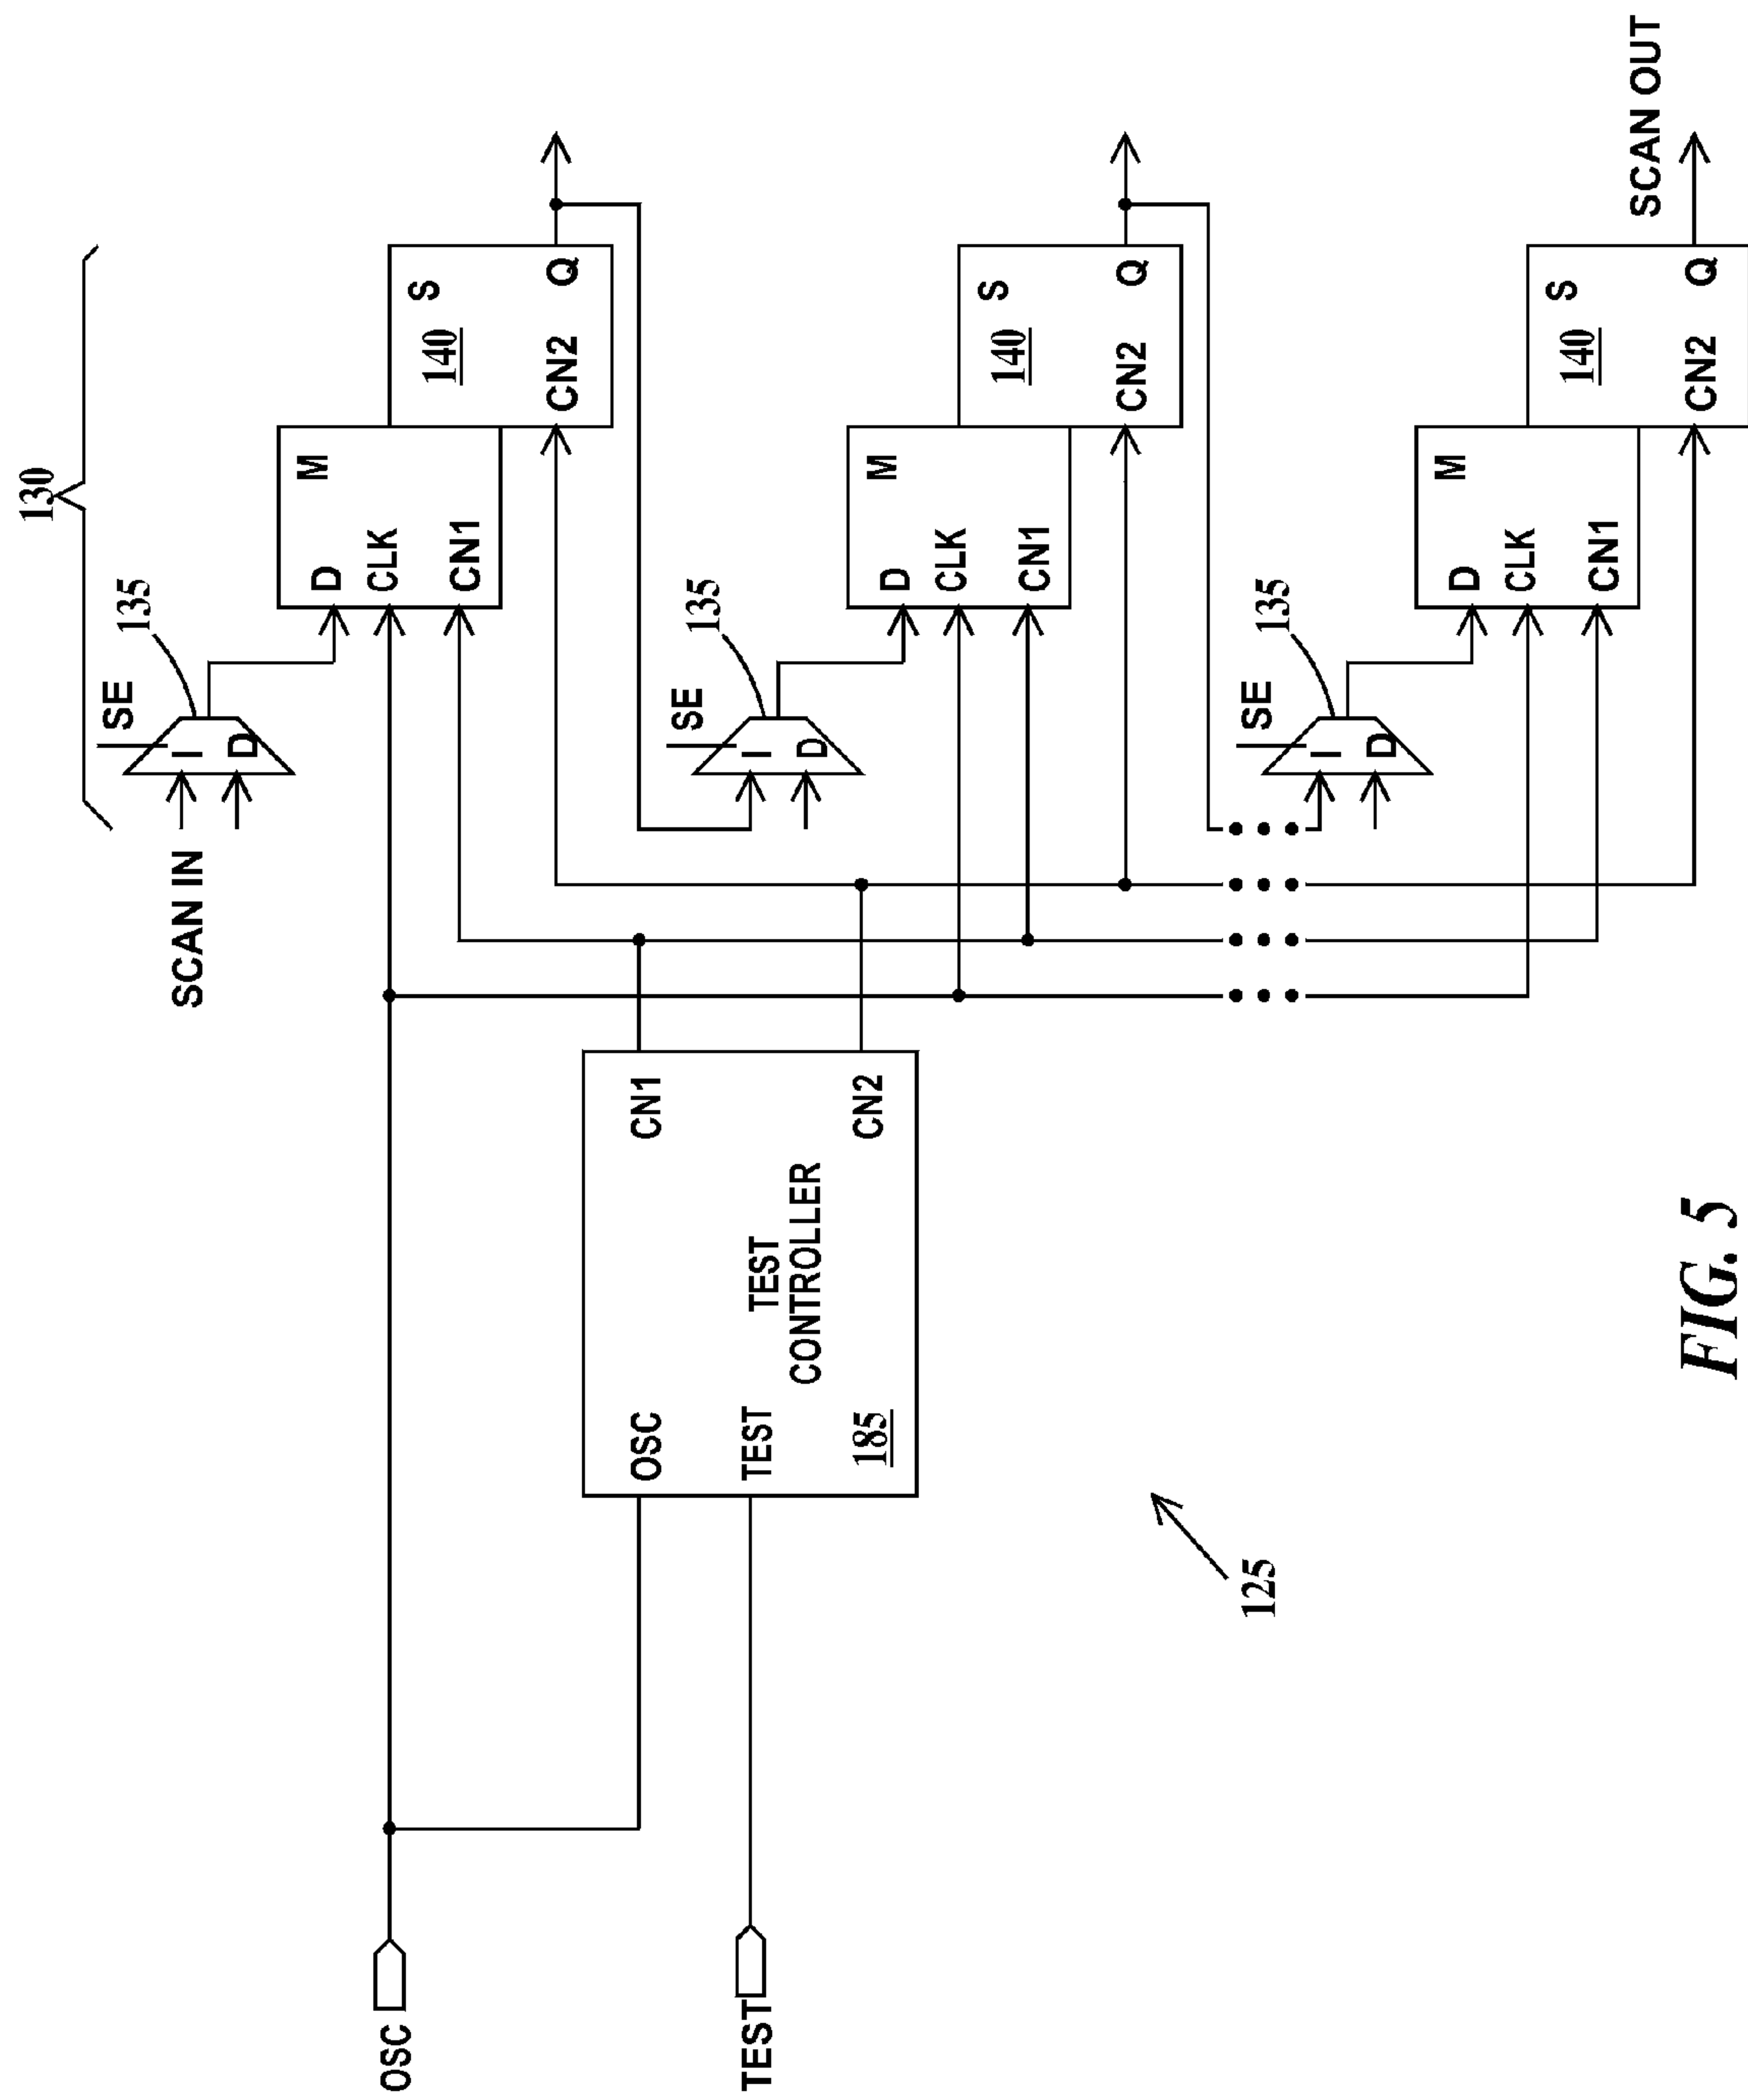 130
SE
135
SCAN IN
I
D
D
M
CLK
CN1
S
140
CN2
Q
SE
135
I
D
D
M
CLK
CN1
S
140
CN2
Q
SE
135
I
D
D
M
CLK
CN1
S
140
CN2
Q
SCAN OUT
OSC
TEST
OSC
CN1
TEST
TEST
CONTROLLER
185
CN2
125
FIG. 5